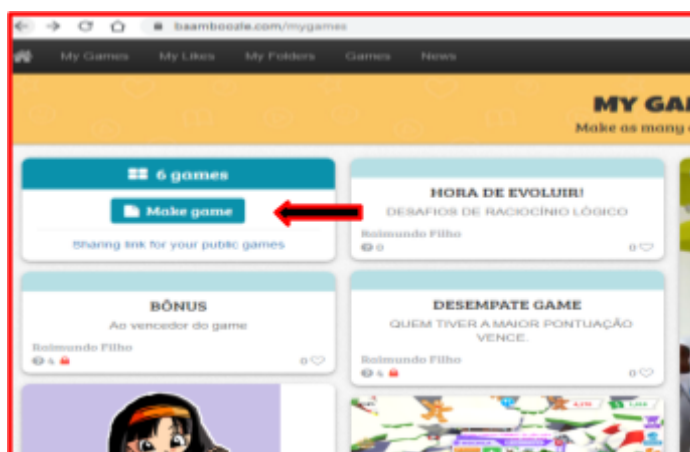 baamboozle.com/mygames
My Games My Likes My Folders Games News
MY GA
Make as many
6 games
Make game
Sharing link for your public games
HORA DE EVOLUIR!
DESAFIOS DE RACIOCÍNIO LÓGICO
Raimundo Filho
0 0
BÔNUS
Ao vencedor do game
Raimundo Filho
4 0
DESEMPATE GAME
QUEM TIVER A MAIOR PONTUAÇÃO
VENCE.
Raimundo Filho
4 0